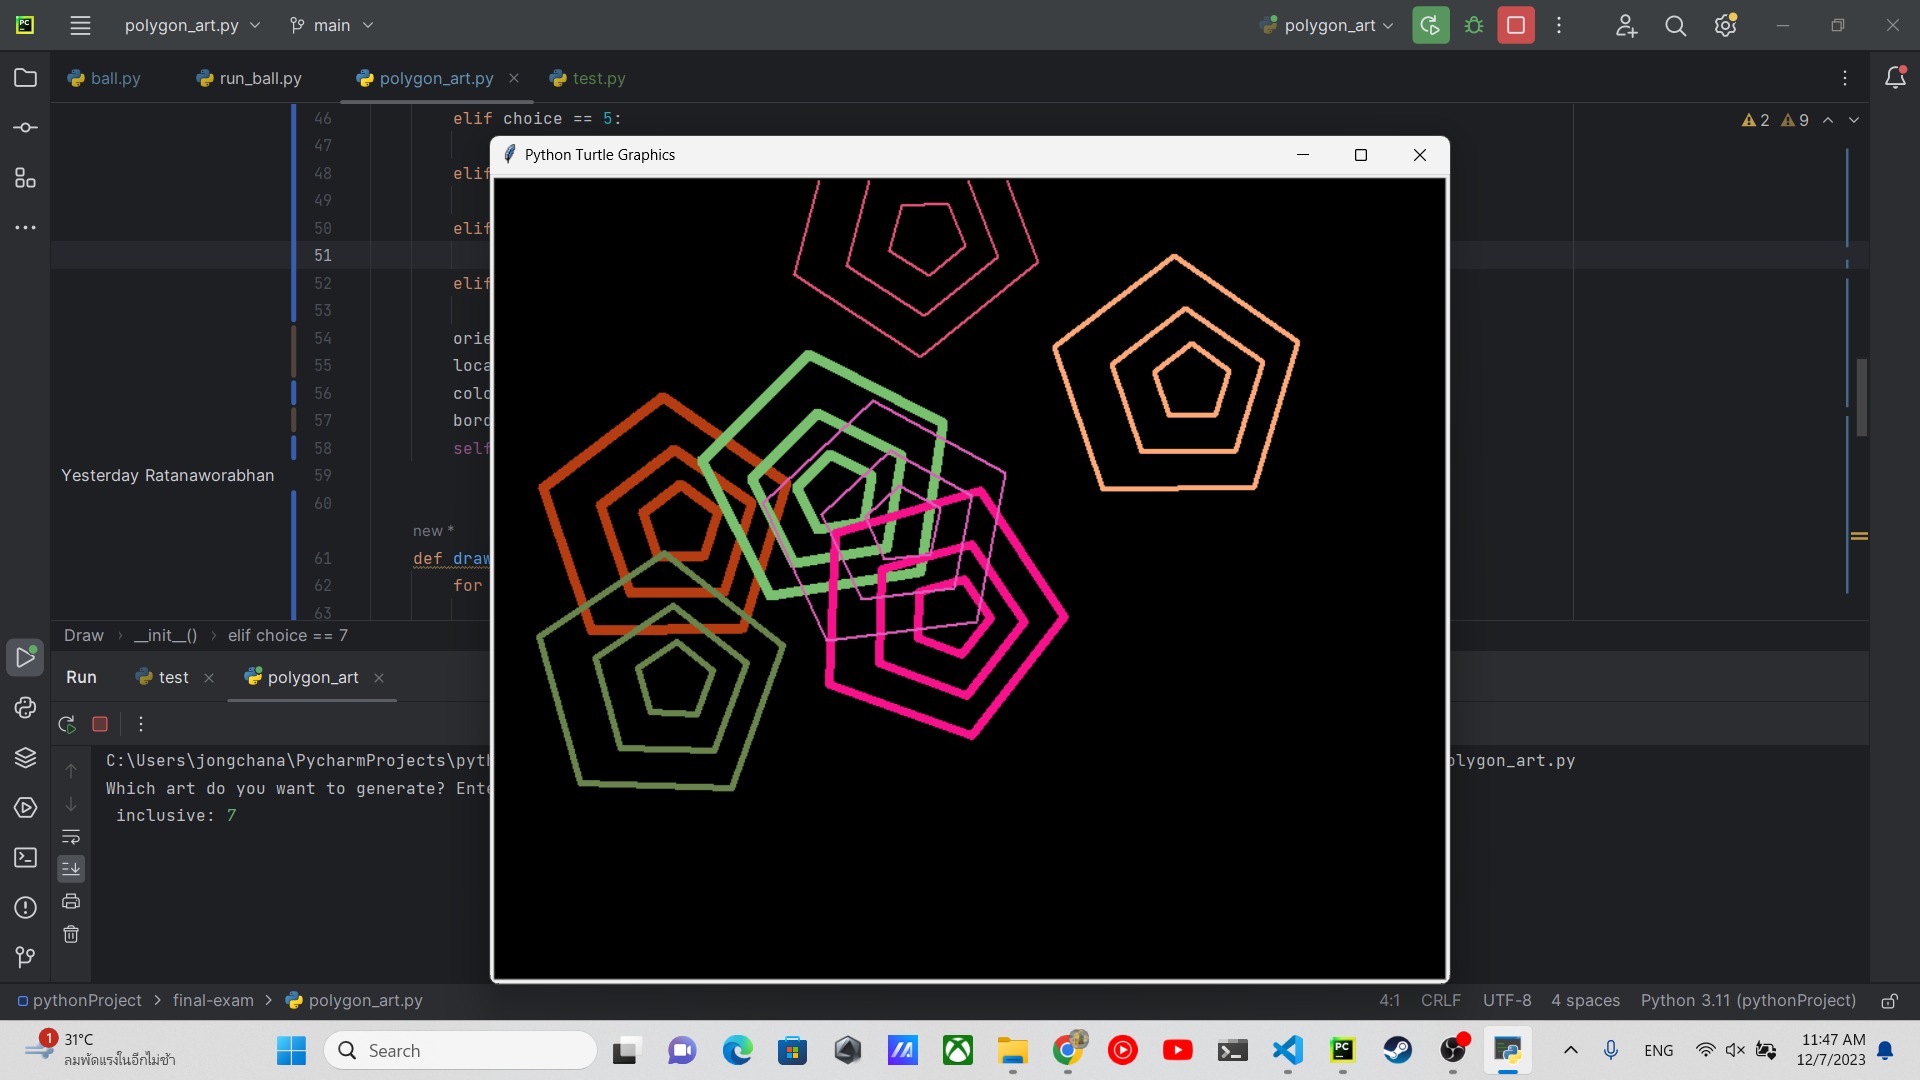 polygon_art.py
main
polygon_art
ball.py
run_ball.py
polygon_art.py
test.py
46 elif choice == 5:
2 9
47
48 elif
49
50 elif
51
52 elif
53
54 orie
55 loca
56 colo
57 bord
58 self
Yesterday Ratanaworabhan 59
60
new *
61 def draw
62 for
63
Python Turtle Graphics
Draw › __init__() › elif choice == 7
Run test polygon_art
C:\Users\jongchana\PycharmProjects\pyth
olygon_art.py
Which art do you want to generate? Ente
inclusive: 7
pythonProject > final-exam > polygon_art.py
4:1 CRLF UTF-8 4 spaces Python 3.11 (pythonProject)
1
31°C
ลมพัดแรงในอีกไม่ช้า
Search
ENG
11:47 AM
12/7/2023